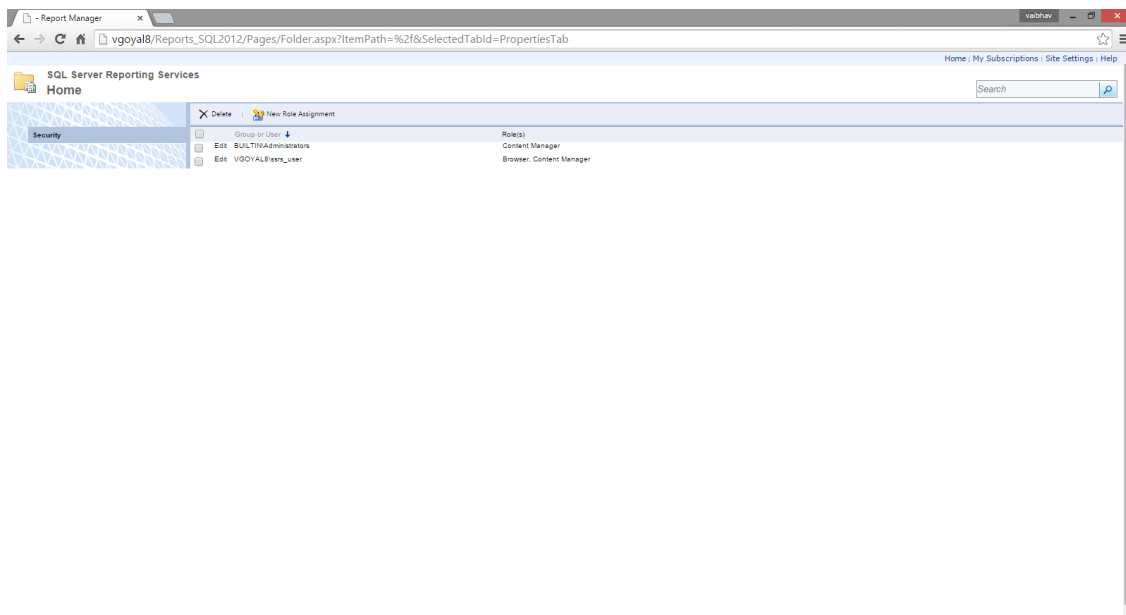 - Report Manager
vaibhav
vgoyal8/Reports_SQL2012/Pages/Folder.aspx?ItemPath=%2f&SelectedTabId=PropertiesTab
Home | My Subscriptions | Site Settings | Help
SQL Server Reporting Services
Home
Search
Delete | New Role Assignment
Security
Group or User Role(s)
Edit BUILTIN\Administrators Content Manager
Edit VGOYAL8\ssrs_user Browser, Content Manager